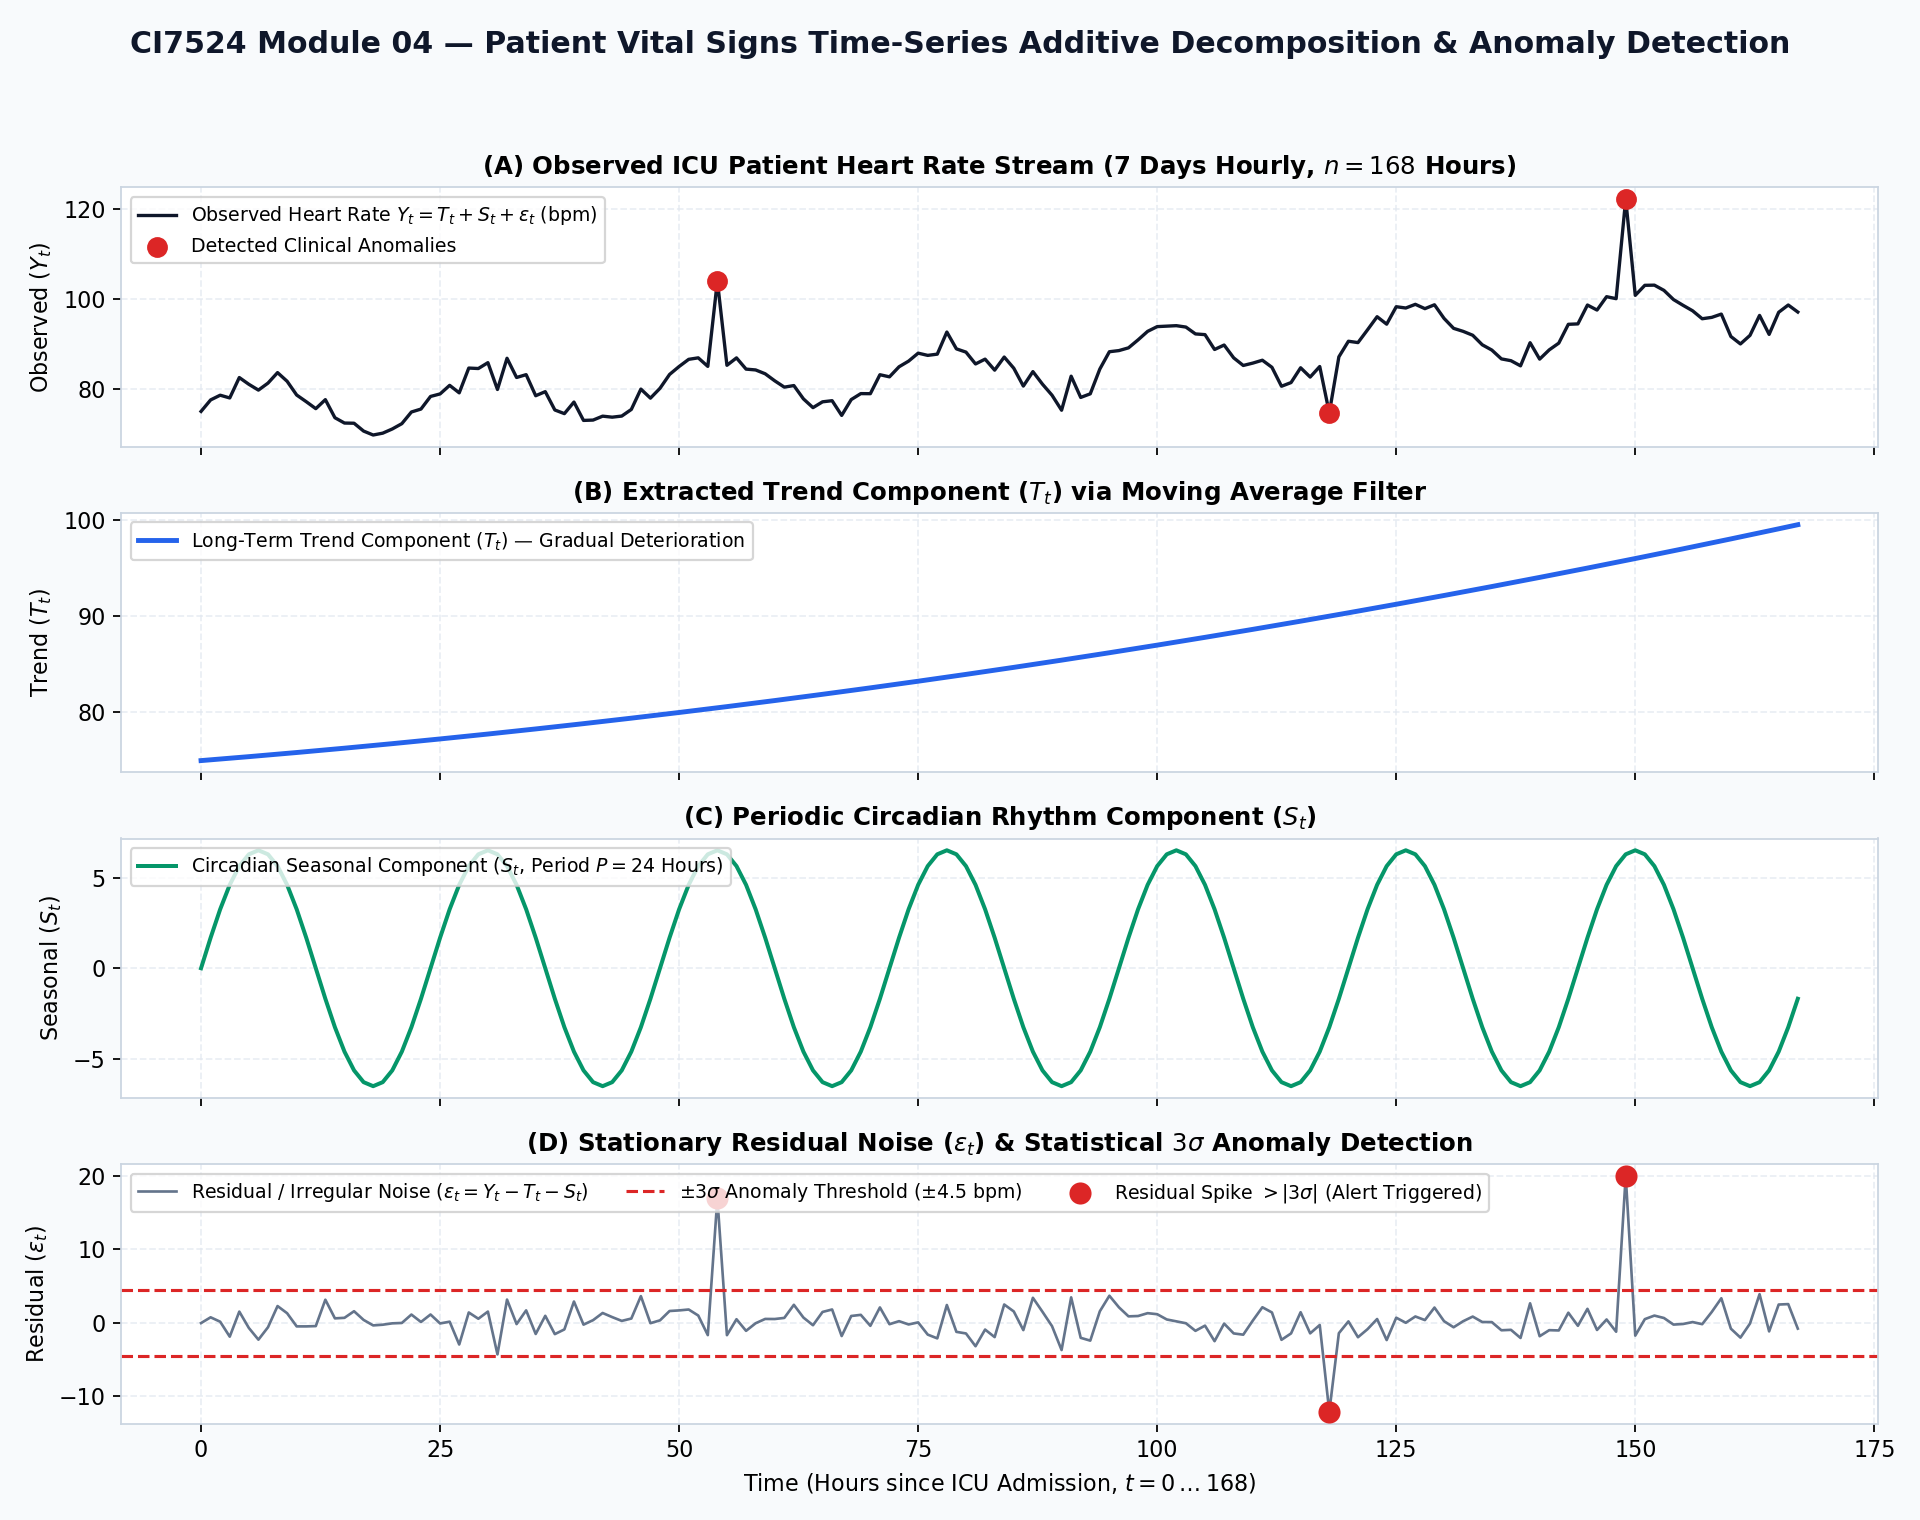 CI7524 Module 04 — Patient Vital Signs Time-Series Additive Decomposition & Anomaly Detection
(A) Observed ICU Patient Heart Rate Stream (7 Days Hourly, n = 168 Hours)
Observed Heart Rate Yₜ = Tₜ + Sₜ + εₜ (bpm)
Detected Clinical Anomalies
Observed (Yₜ)
120
100
80
(B) Extracted Trend Component (Tₜ) via Moving Average Filter
Long-Term Trend Component (Tₜ) — Gradual Deterioration
Trend (Tₜ)
100
90
80
(C) Periodic Circadian Rhythm Component (Sₜ)
Circadian Seasonal Component (Sₜ, Period P = 24 Hours)
Seasonal (Sₜ)
5
0
−5
(D) Stationary Residual Noise (εₜ) & Statistical 3σ Anomaly Detection
Residual / Irregular Noise (εₜ = Yₜ − Tₜ − Sₜ)
±3σ Anomaly Threshold (±4.5 bpm)
Residual Spike > |3σ| (Alert Triggered)
Residual (εₜ)
20
10
0
−10
0 25 50 75 100 125 150 175
Time (Hours since ICU Admission, t = 0 … 168)